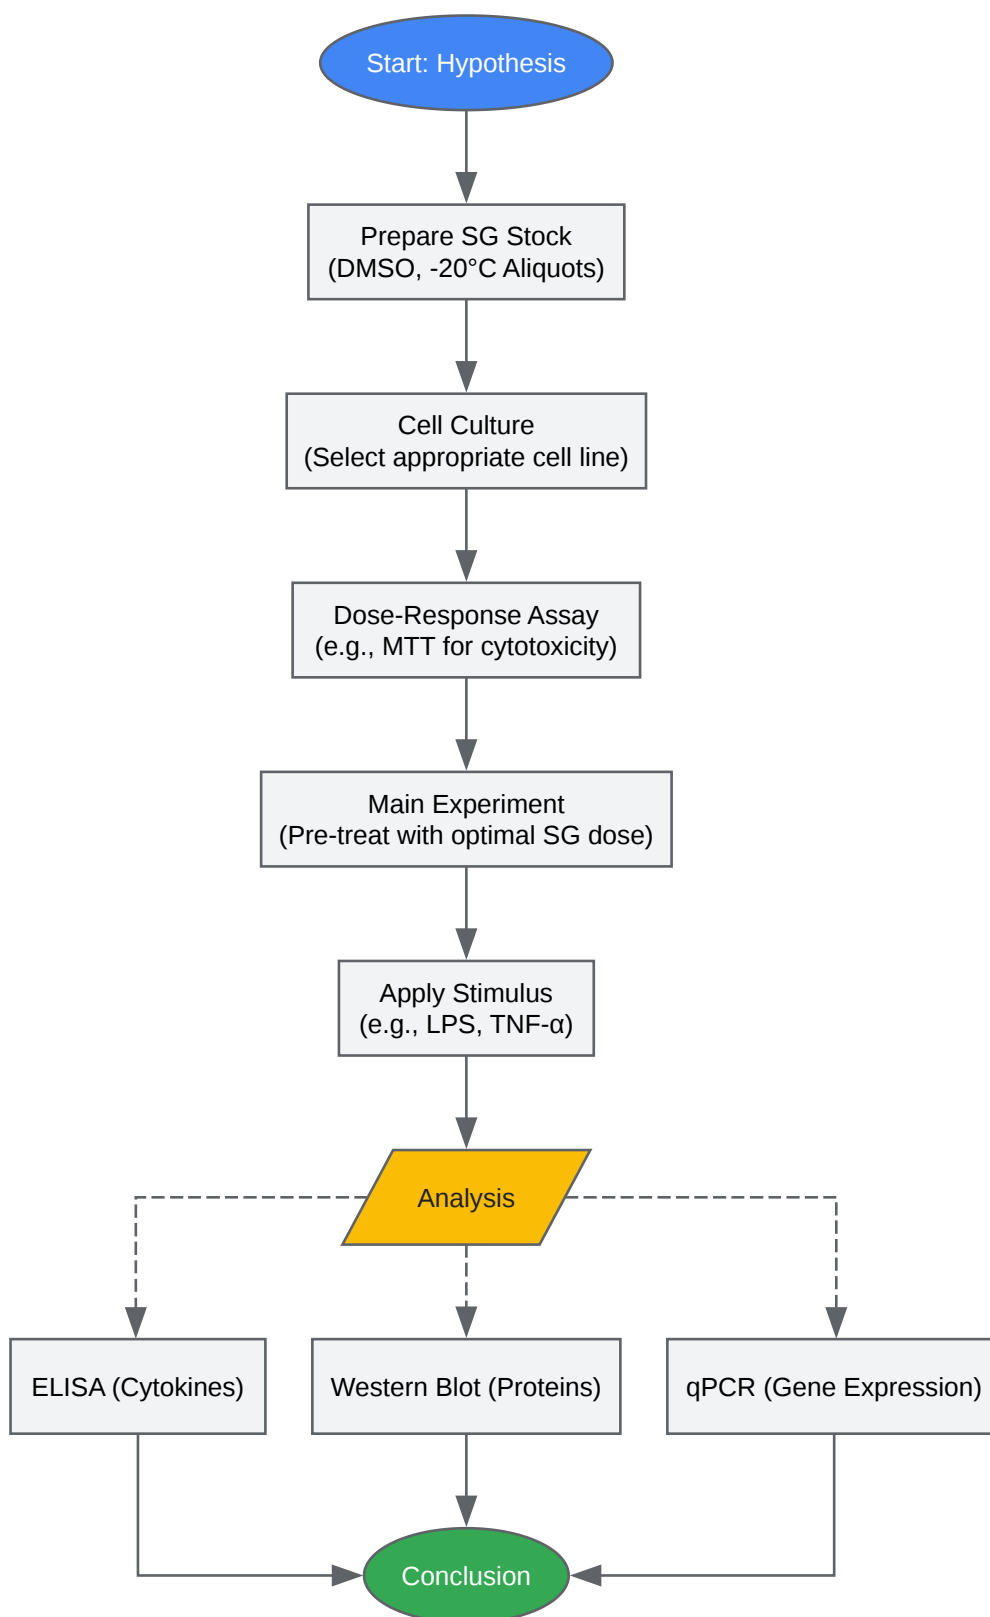 Start: Hypothesis
Prepare SG Stock
(DMSO, -20°C Aliquots)
Cell Culture
(Select appropriate cell line)
Dose-Response Assay
(e.g., MTT for cytotoxicity)
Main Experiment
(Pre-treat with optimal SG dose)
Apply Stimulus
(e.g., LPS, TNF-α)
Analysis
ELISA (Cytokines)
Western Blot (Proteins)
qPCR (Gene Expression)
Conclusion